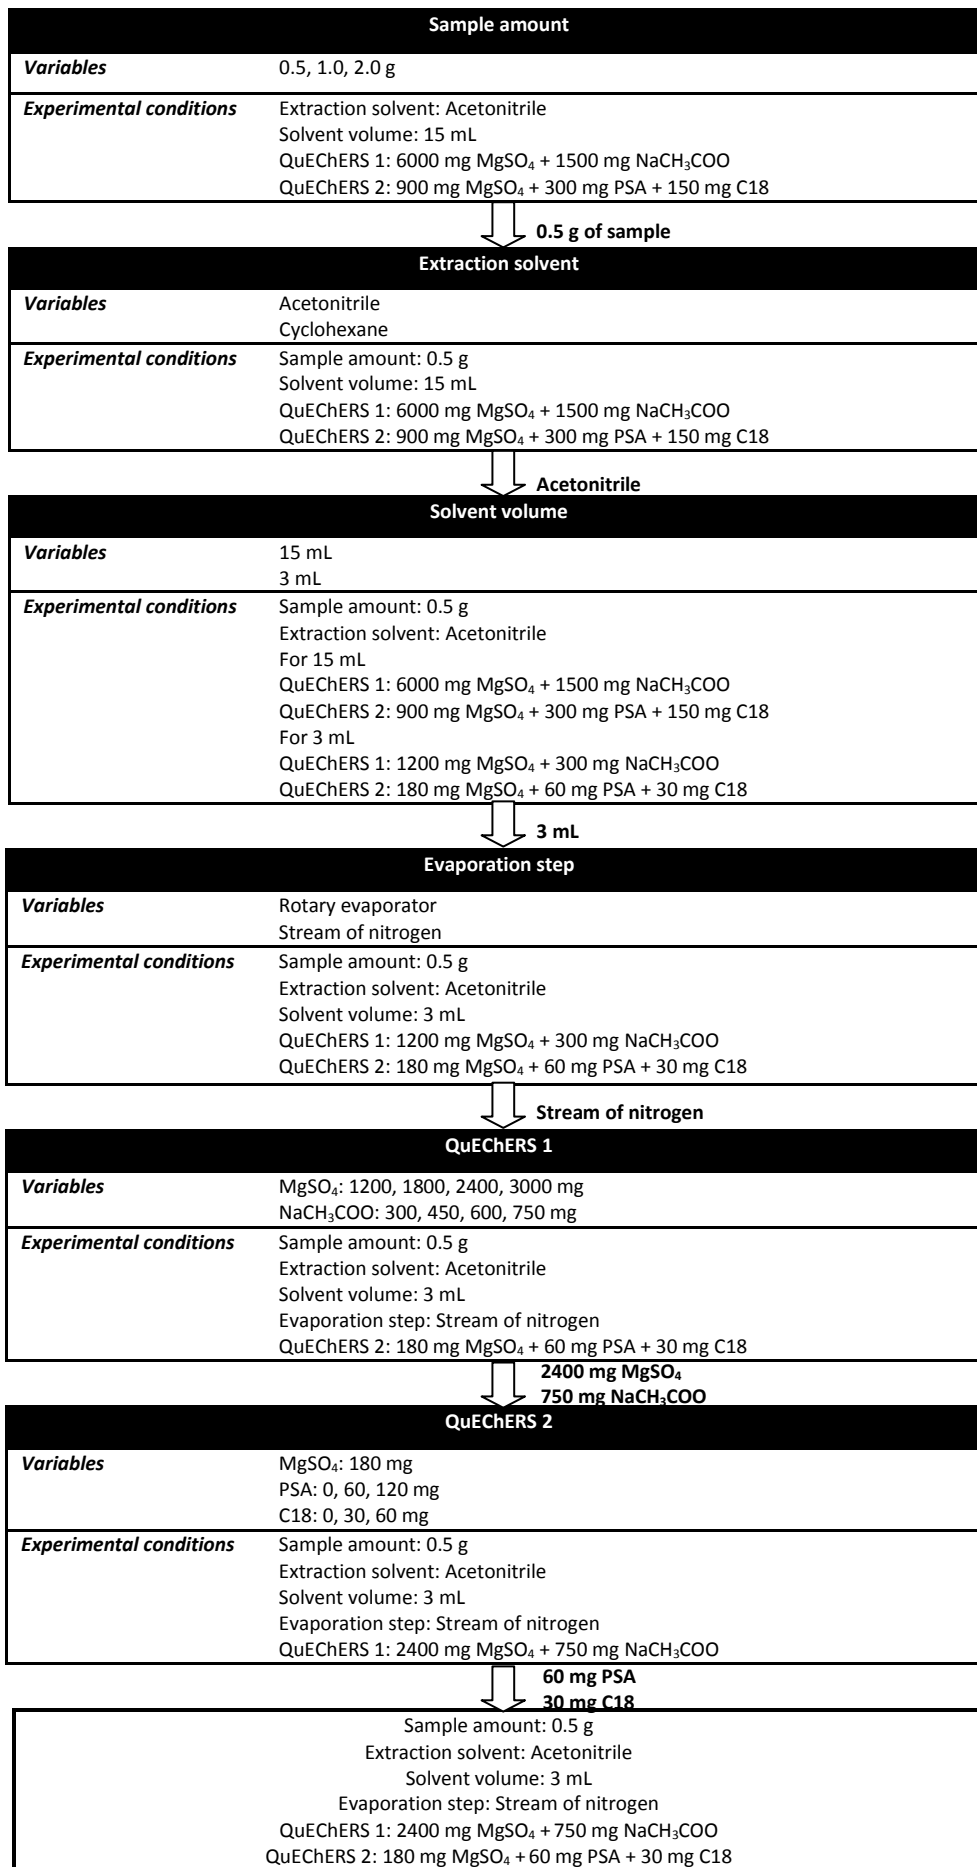 Sample amount
Variables 0.5, 1.0, 2.0 g
Experimental conditions Extraction solvent: Acetonitrile
Solvent volume: 15 mL
QuEChERS 1: 6000 mg MgSO₄ + 1500 mg NaCH₃COO
QuEChERS 2: 900 mg MgSO₄ + 300 mg PSA + 150 mg C18
0.5 g of sample
Extraction solvent
Variables Acetonitrile
Cyclohexane
Experimental conditions Sample amount: 0.5 g
Solvent volume: 15 mL
QuEChERS 1: 6000 mg MgSO₄ + 1500 mg NaCH₃COO
QuEChERS 2: 900 mg MgSO₄ + 300 mg PSA + 150 mg C18
Acetonitrile
Solvent volume
Variables 15 mL
3 mL
Experimental conditions Sample amount: 0.5 g
Extraction solvent: Acetonitrile
For 15 mL
QuEChERS 1: 6000 mg MgSO₄ + 1500 mg NaCH₃COO
QuEChERS 2: 900 mg MgSO₄ + 300 mg PSA + 150 mg C18
For 3 mL
QuEChERS 1: 1200 mg MgSO₄ + 300 mg NaCH₃COO
QuEChERS 2: 180 mg MgSO₄ + 60 mg PSA + 30 mg C18
3 mL
Evaporation step
Variables Rotary evaporator
Stream of nitrogen
Experimental conditions Sample amount: 0.5 g
Extraction solvent: Acetonitrile
Solvent volume: 3 mL
QuEChERS 1: 1200 mg MgSO₄ + 300 mg NaCH₃COO
QuEChERS 2: 180 mg MgSO₄ + 60 mg PSA + 30 mg C18
Stream of nitrogen
QuEChERS 1
Variables MgSO₄: 1200, 1800, 2400, 3000 mg
NaCH₃COO: 300, 450, 600, 750 mg
Experimental conditions Sample amount: 0.5 g
Extraction solvent: Acetonitrile
Solvent volume: 3 mL
Evaporation step: Stream of nitrogen
QuEChERS 2: 180 mg MgSO₄ + 60 mg PSA + 30 mg C18
2400 mg MgSO₄
750 mg NaCH₃COO
QuEChERS 2
Variables MgSO₄: 180 mg
PSA: 0, 60, 120 mg
C18: 0, 30, 60 mg
Experimental conditions Sample amount: 0.5 g
Extraction solvent: Acetonitrile
Solvent volume: 3 mL
Evaporation step: Stream of nitrogen
QuEChERS 1: 2400 mg MgSO₄ + 750 mg NaCH₃COO
60 mg PSA
30 mg C18
Sample amount: 0.5 g
Extraction solvent: Acetonitrile
Solvent volume: 3 mL
Evaporation step: Stream of nitrogen
QuEChERS 1: 2400 mg MgSO₄ + 750 mg NaCH₃COO
QuEChERS 2: 180 mg MgSO₄ + 60 mg PSA + 30 mg C18